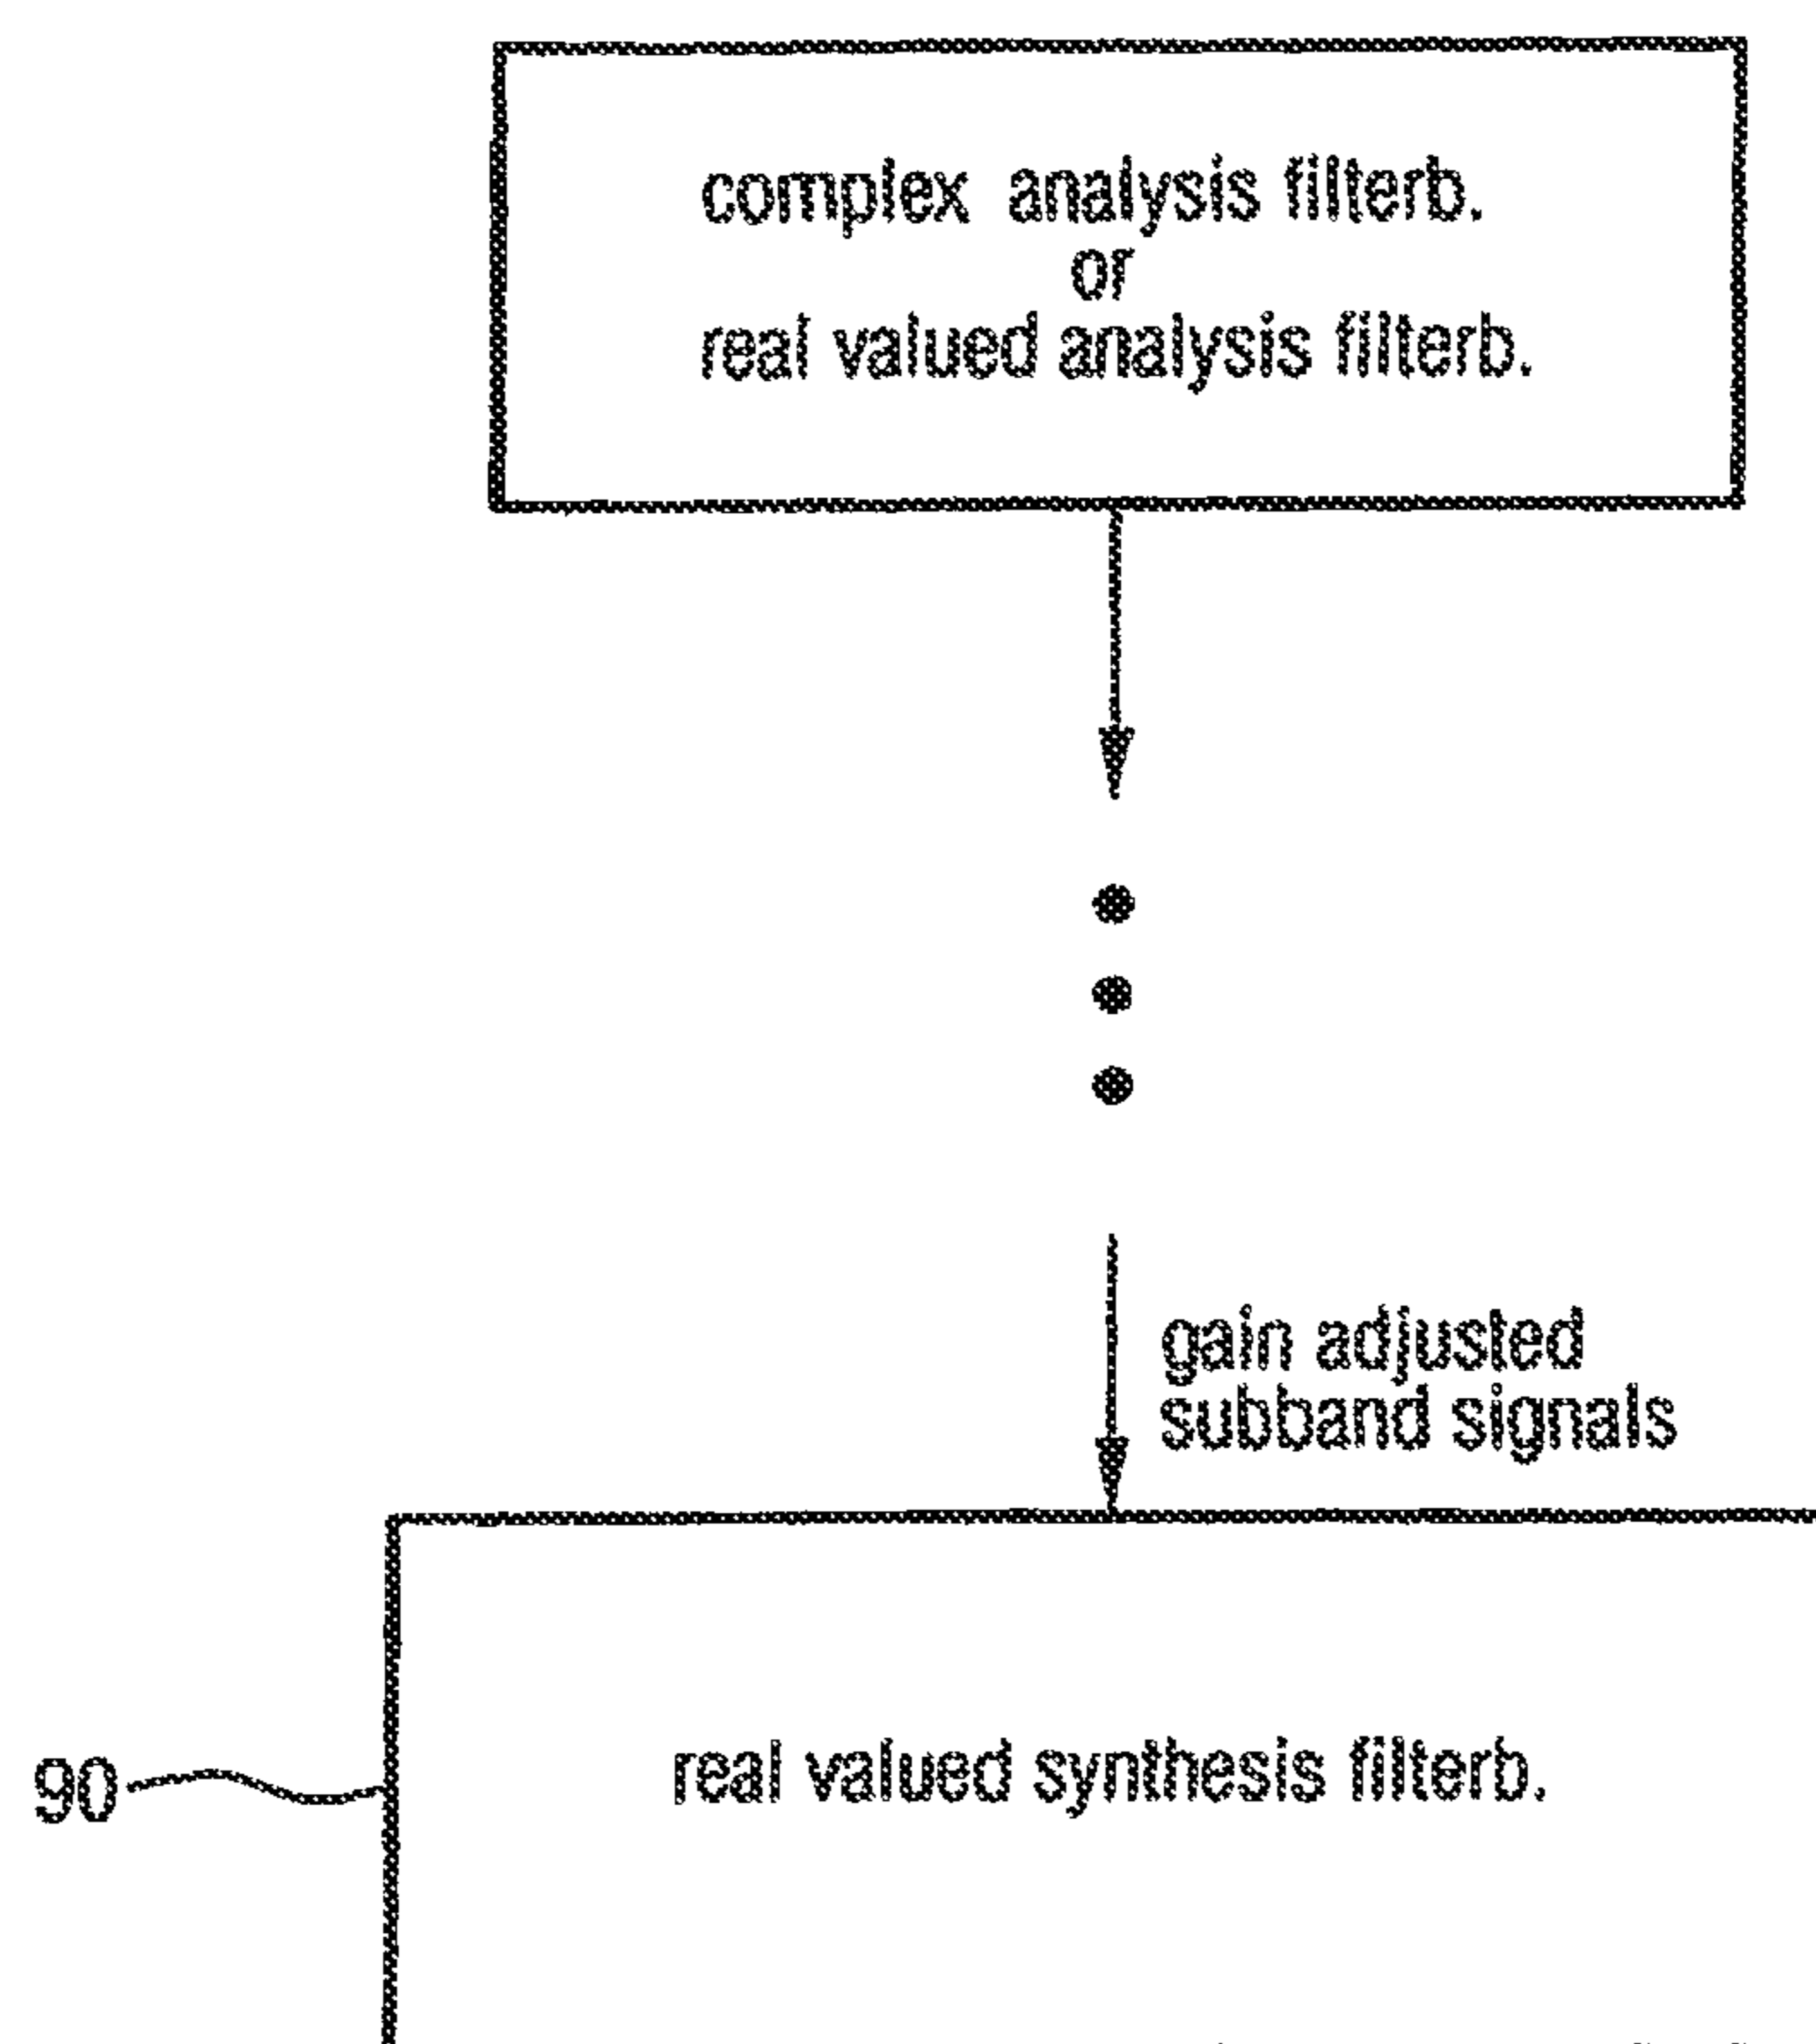 complex analysis filterb.
or
real valued analysis filterb.
gain adjusted
subband signals
90
real valued synthesis filterb.